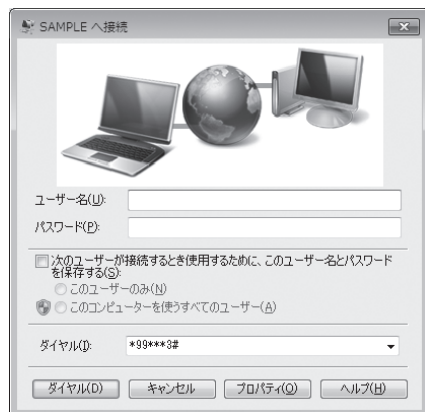 SAMPLE へ接続
ユーザー名(U):
パスワード(P):
次のユーザーが接続するとき使用するために、このユーザー名とパスワード
を保存する(S):
このユーザーのみ(N)
このコンピューターを使うすべてのユーザー(A)
ダイヤル(I): *99***3#
ダイヤル(D) キャンセル プロパティ(O) ヘルプ(H)